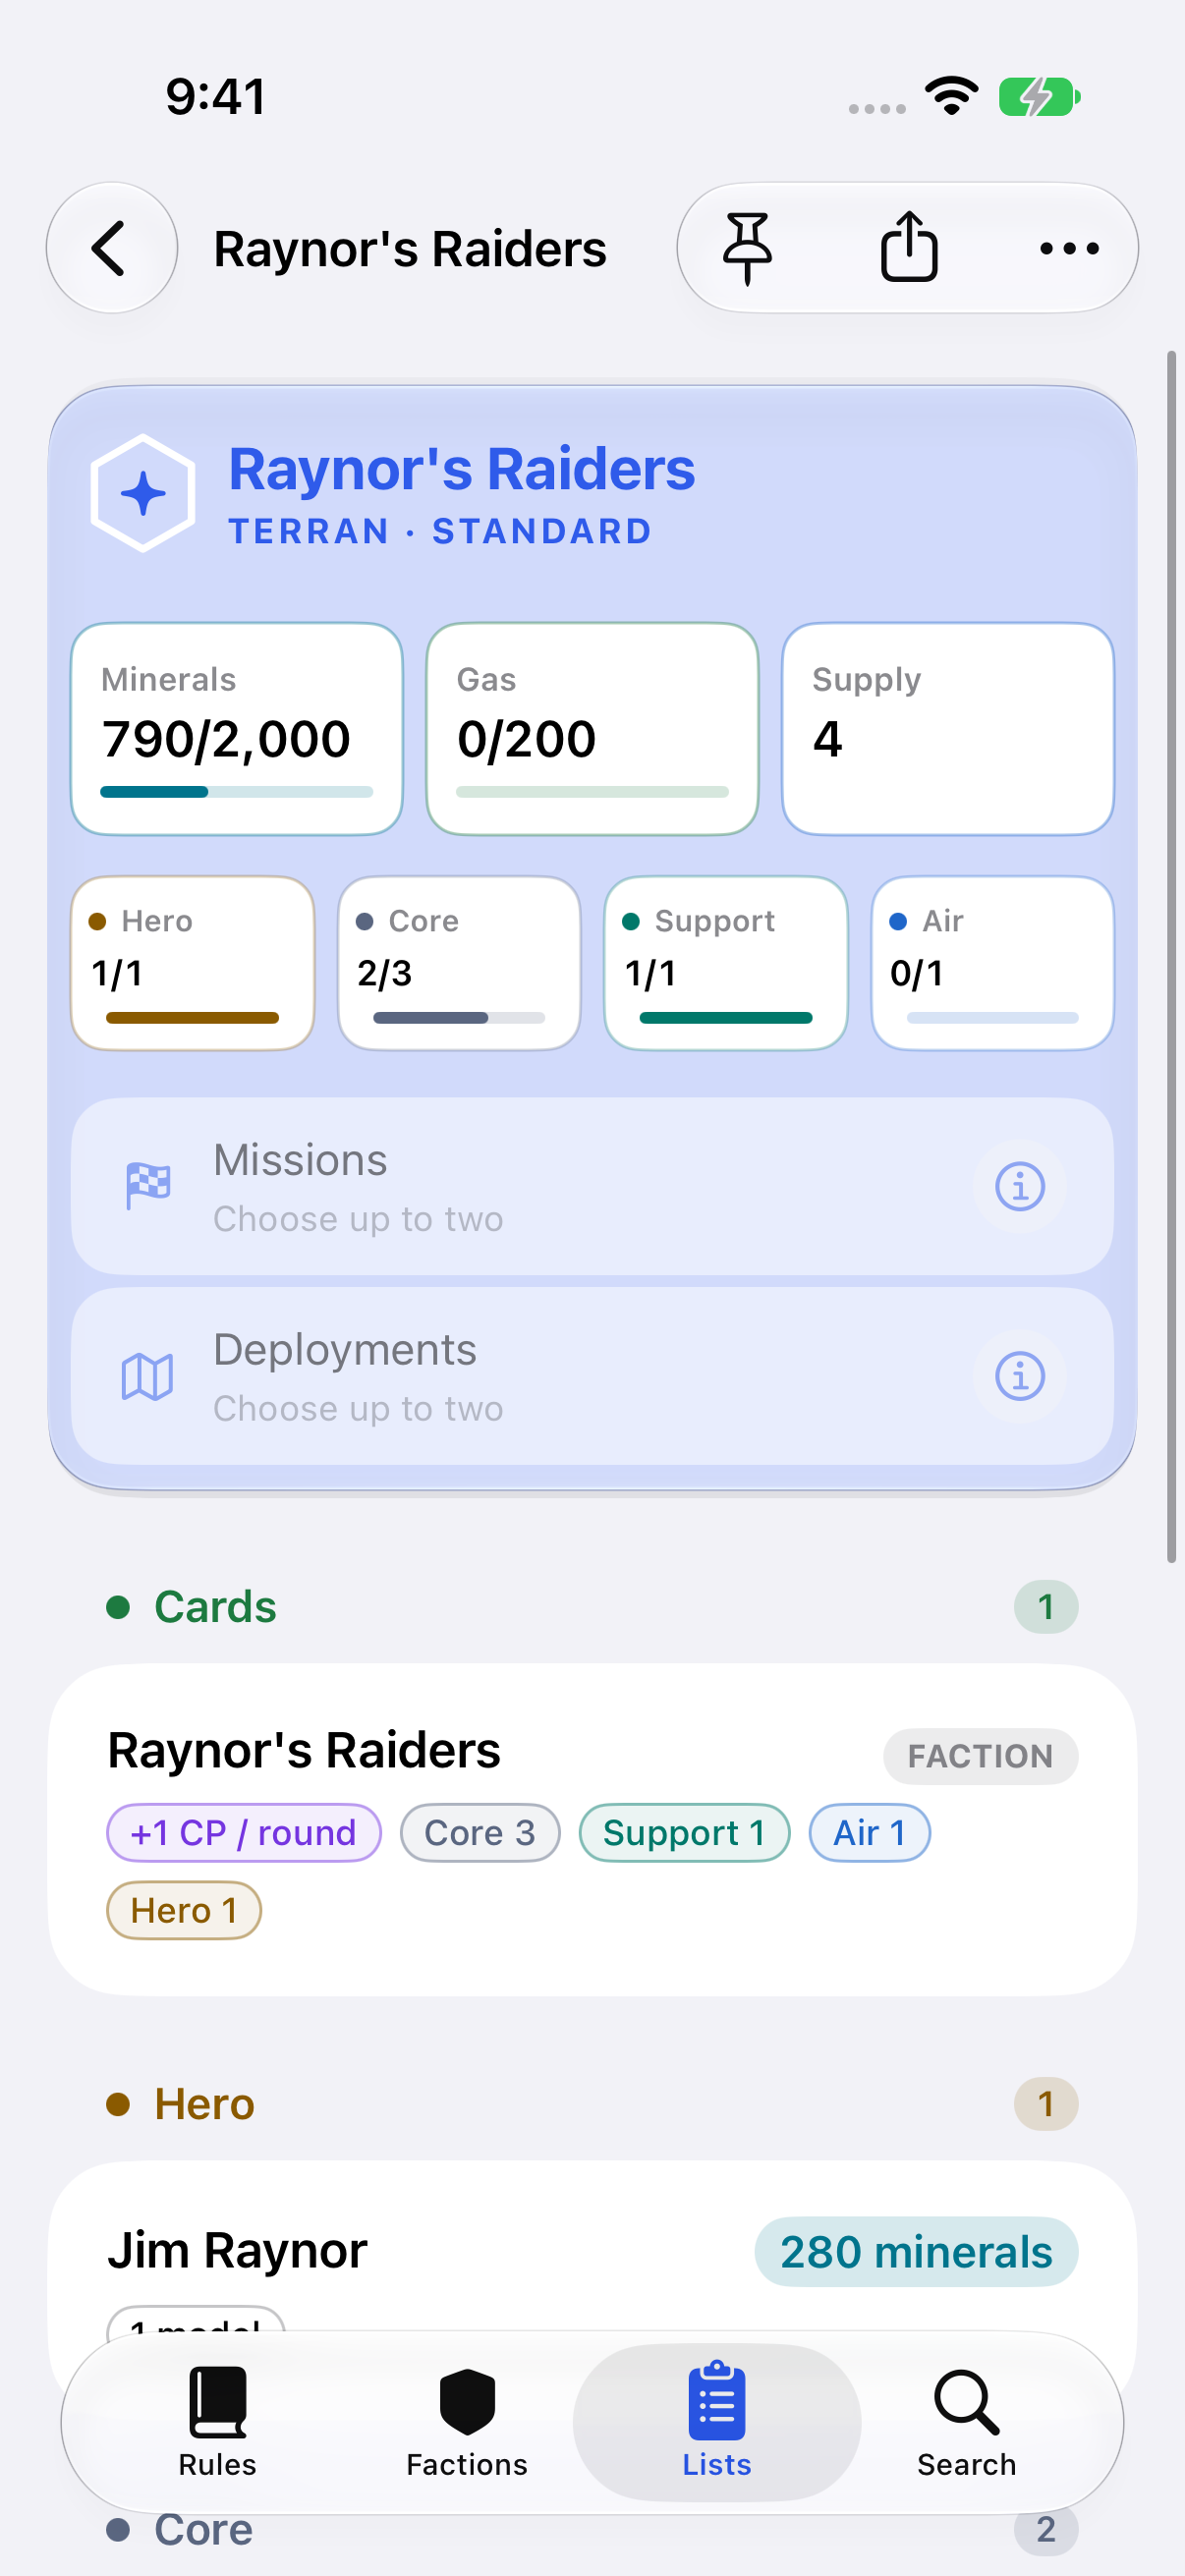 9:41
Raynor's Raiders
Raynor's Raiders
TERRAN · STANDARD
Minerals
790/2,000
Gas
0/200
Supply
4
Hero
1/1
Core
2/3
Support
1/1
Air
0/1
Missions
Choose up to two
Deployments
Choose up to two
Cards
1
Raynor's Raiders
FACTION
+1 CP / round
Core 3
Support 1
Air 1
Hero 1
Hero
1
Jim Raynor
280 minerals
1 model
Rules
Factions
Lists
Search
Core
2